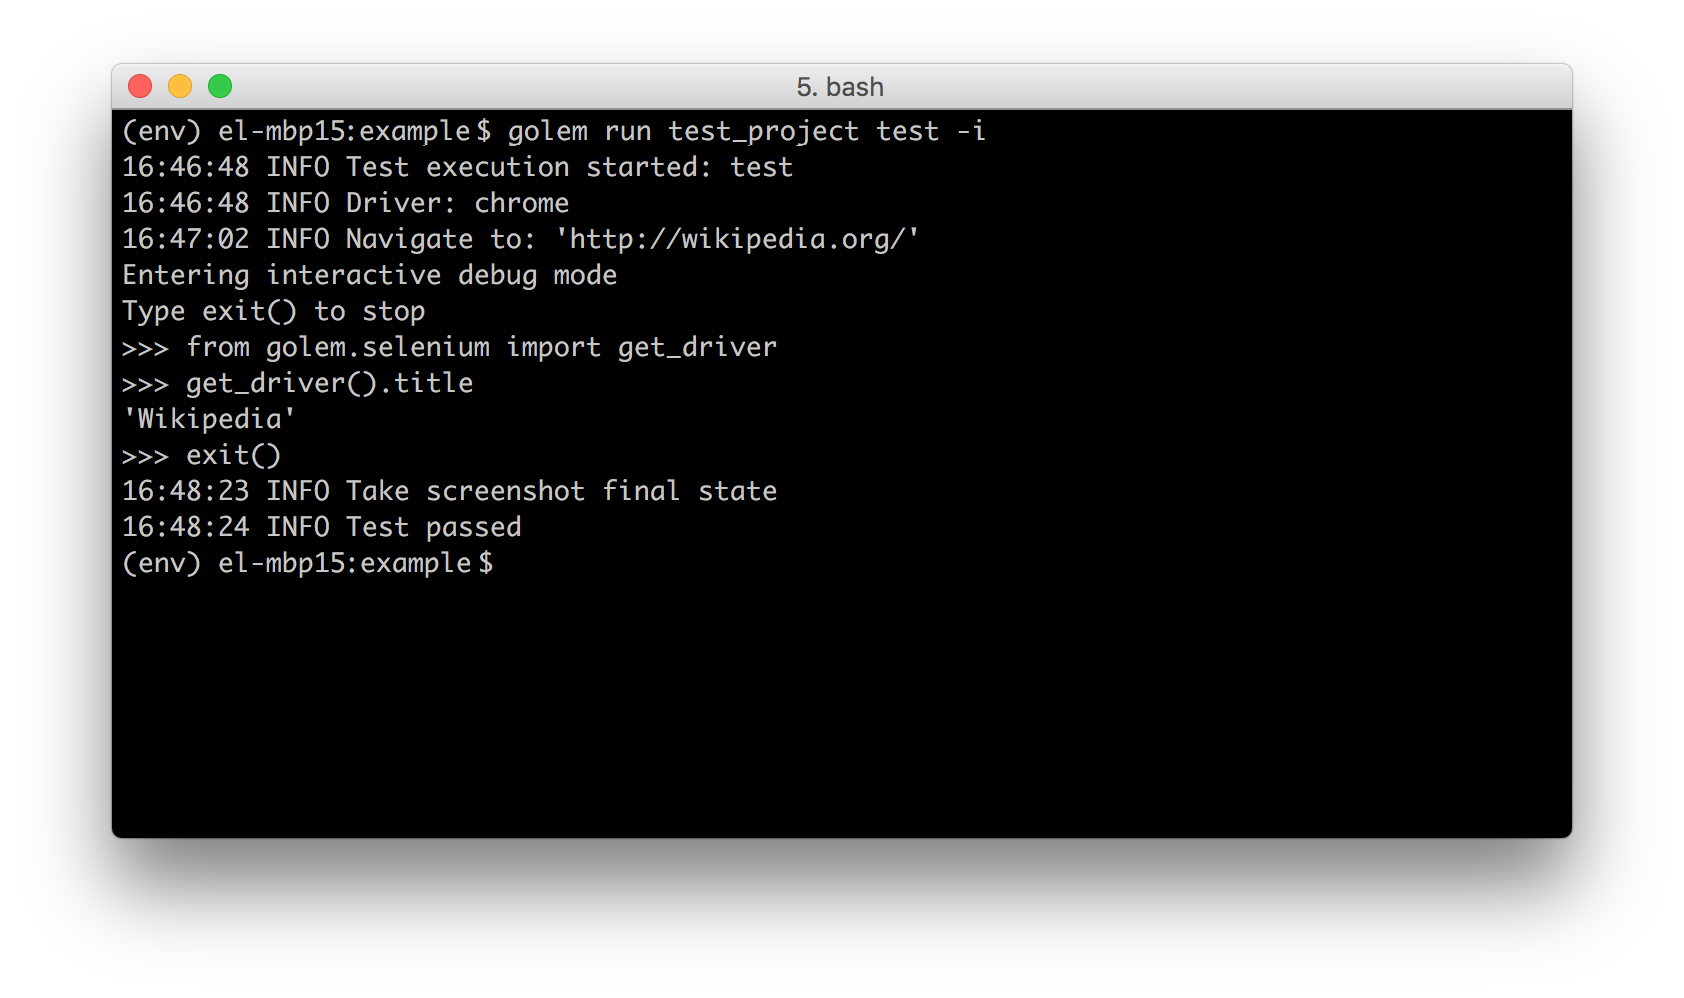 5. bash
(env) el-mbp15:example$ golem run test_project test -i
16:46:48 INFO Test execution started: test
16:46:48 INFO Driver: chrome
16:47:02 INFO Navigate to: 'http://wikipedia.org/'
Entering interactive debug mode
Type exit() to stop
>>> from golem.selenium import get_driver
>>> get_driver().title
'Wikipedia'
>>> exit()
16:48:23 INFO Take screenshot final state
16:48:24 INFO Test passed
(env) el-mbp15:example$